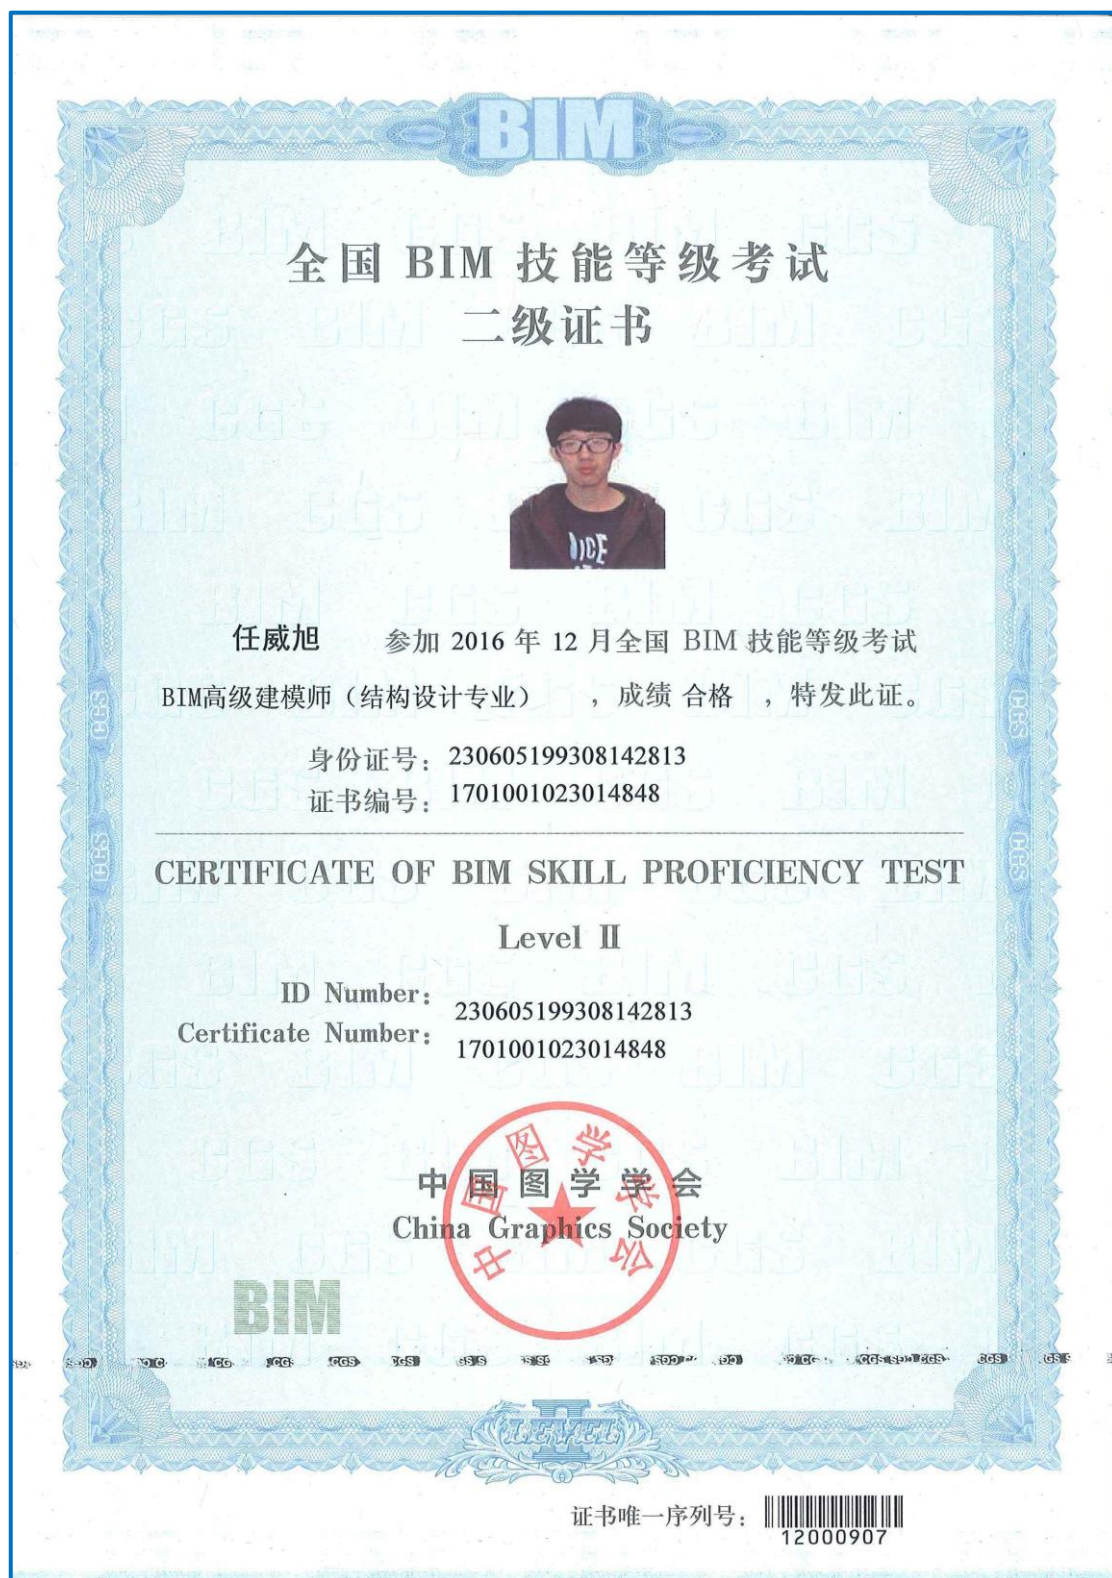 BIM
全国 BIM 技能等级考试
二级证书
任威旭 参加 2016 年 12 月全国 BIM 技能等级考试
BIM高级建模师（结构设计专业） ，成绩 合格 ，特发此证。
身份证号：230605199308142813
证书编号：1701001023014848
CERTIFICATE OF BIM SKILL PROFICIENCY TEST
Level Ⅱ
ID Number: 230605199308142813
Certificate Number: 1701001023014848
中国图学学会
中国图学学会
China Graphics Society
BIM
LEVEL Ⅱ
证书唯一序列号：
12000907